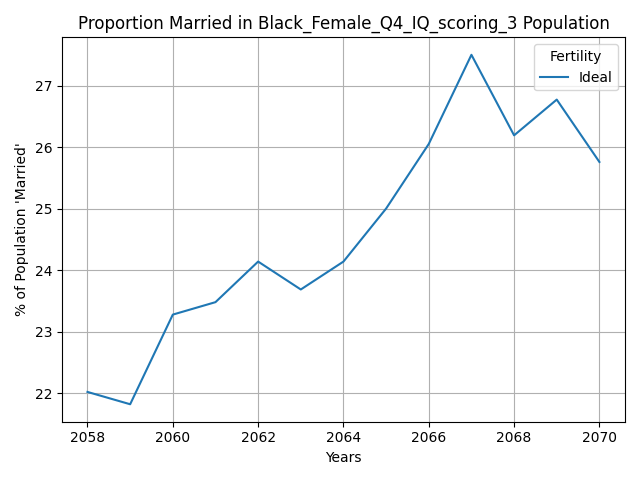 Proportion Married in Black_Female_Q4_IQ_scoring_3 Population
Fertility
Ideal
% of Population 'Married'
27
26
25
24
23
22
2058
2060
2062
2064
2066
2068
2070
Years